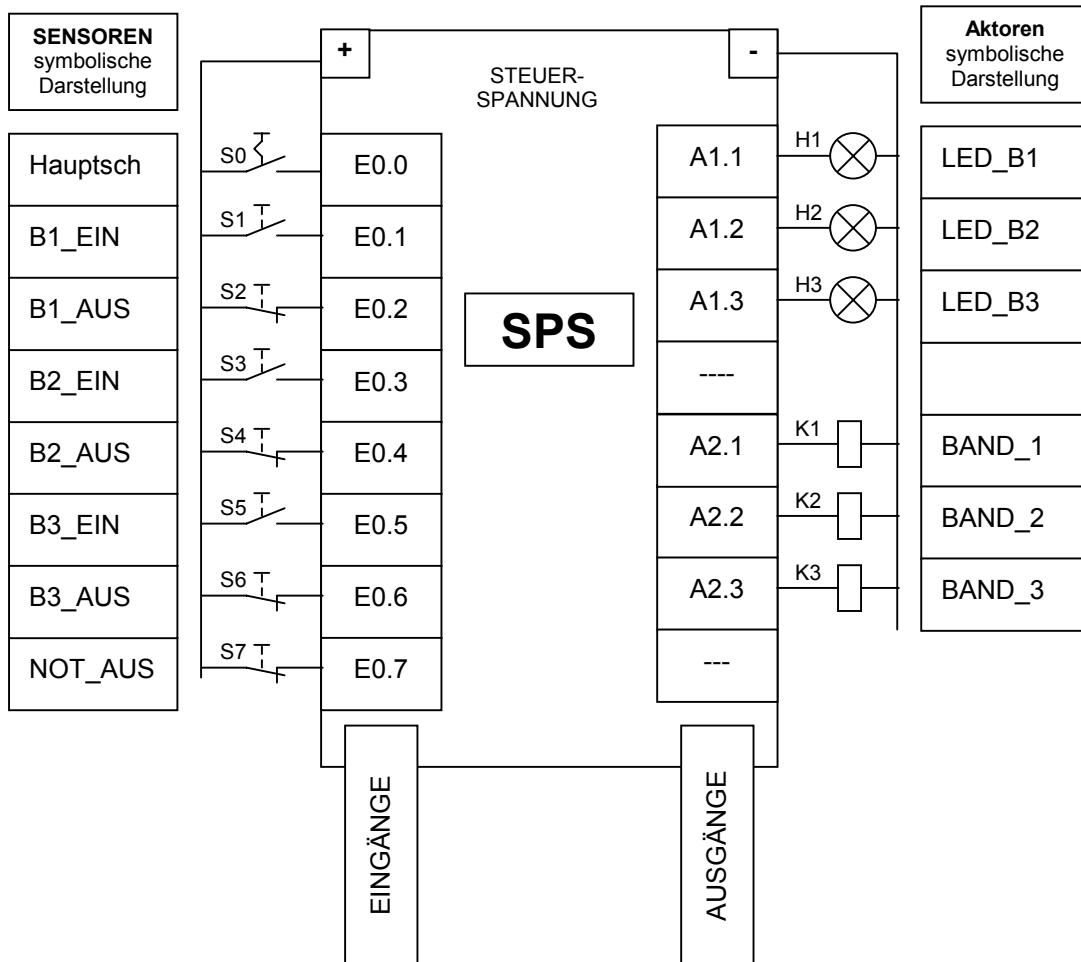 SENSOREN
symbolische
Darstellung
+
STEUER-
SPANNUNG
-
Aktoren
symbolische
Darstellung
Hauptsch
S0
E0.0
A1.1
H1
LED_B1
B1_EIN
S1
E0.1
A1.2
H2
LED_B2
B1_AUS
S2
E0.2
SPS
A1.3
H3
LED_B3
B2_EIN
S3
E0.3
----
B2_AUS
S4
E0.4
A2.1
K1
BAND_1
B3_EIN
S5
E0.5
A2.2
K2
BAND_2
B3_AUS
S6
E0.6
A2.3
K3
BAND_3
NOT_AUS
S7
E0.7
---
EINGÄNGE
AUSGÄNGE